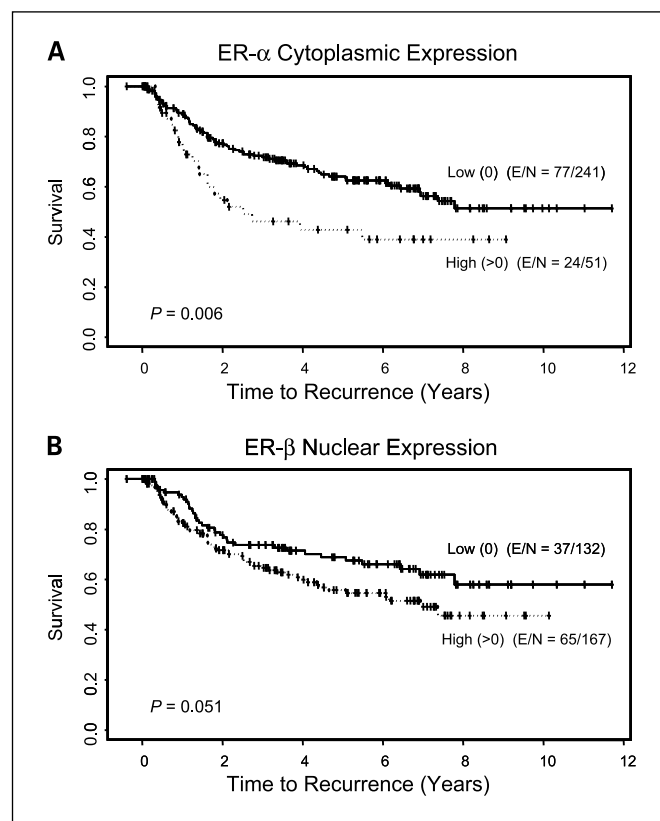 A
ER-α Cytoplasmic Expression
Survival
1.0
0.8
0.6
0.4
0.2
0.0
Low (0) (E/N = 77/241)
High (>0) (E/N = 24/51)
P = 0.006
0 2 4 6 8 10 12
Time to Recurrence (Years)
B
ER-β Nuclear Expression
Survival
1.0
0.8
0.6
0.4
0.2
0.0
Low (0) (E/N = 37/132)
High (>0) (E/N = 65/167)
P = 0.051
0 2 4 6 8 10 12
Time to Recurrence (Years)